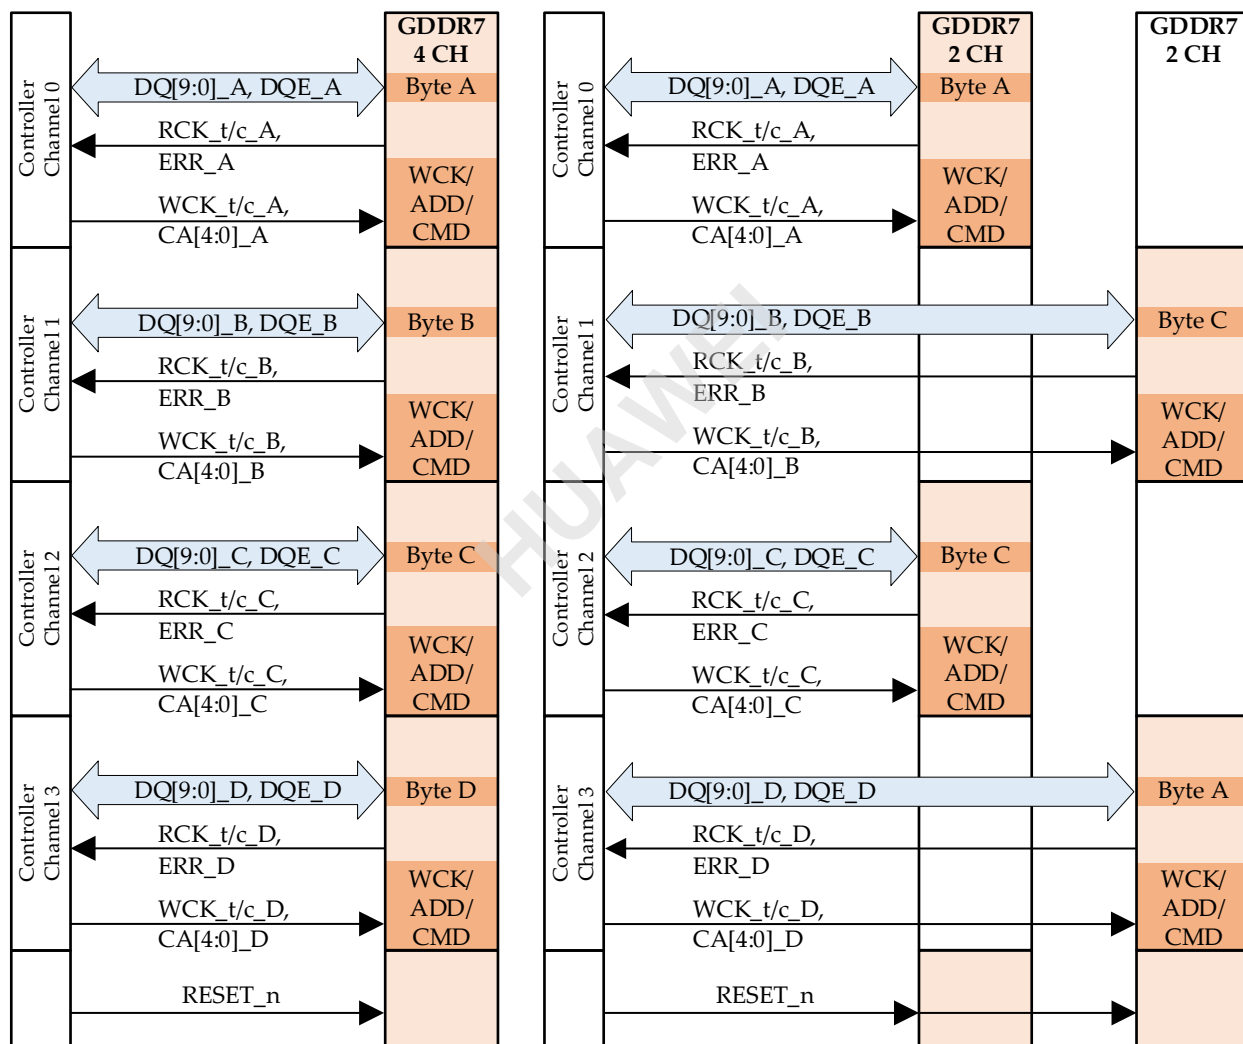 GDDR7
4 CH
Controller
Channel 0
DQ[9:0]_A, DQE_A
Byte A
RCK_t/c_A,
ERR_A
WCK_t/c_A,
CA[4:0]_A
WCK/
ADD/
CMD
Controller
Channel 1
DQ[9:0]_B, DQE_B
Byte B
RCK_t/c_B,
ERR_B
WCK_t/c_B,
CA[4:0]_B
WCK/
ADD/
CMD
Controller
Channel 2
DQ[9:0]_C, DQE_C
Byte C
RCK_t/c_C,
ERR_C
WCK_t/c_C,
CA[4:0]_C
WCK/
ADD/
CMD
Controller
Channel 3
DQ[9:0]_D, DQE_D
Byte D
RCK_t/c_D,
ERR_D
WCK_t/c_D,
CA[4:0]_D
WCK/
ADD/
CMD
RESET_n
GDDR7
2 CH
GDDR7
2 CH
Controller
Channel 0
DQ[9:0]_A, DQE_A
Byte A
RCK_t/c_A,
ERR_A
WCK_t/c_A,
CA[4:0]_A
WCK/
ADD/
CMD
Controller
Channel 1
DQ[9:0]_B, DQE_B
Byte C
RCK_t/c_B,
ERR_B
WCK_t/c_B,
CA[4:0]_B
WCK/
ADD/
CMD
Controller
Channel 2
DQ[9:0]_C, DQE_C
Byte C
RCK_t/c_C,
ERR_C
WCK_t/c_C,
CA[4:0]_C
WCK/
ADD/
CMD
Controller
Channel 3
DQ[9:0]_D, DQE_D
Byte A
RCK_t/c_D,
ERR_D
WCK_t/c_D,
CA[4:0]_D
WCK/
ADD/
CMD
RESET_n
HUAWEI